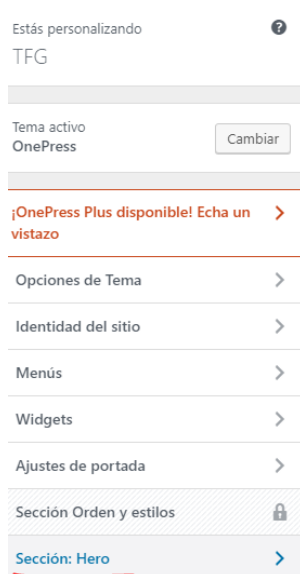 Estás personalizando
TFG
Tema activo
OnePress
Cambiar
¡OnePress Plus disponible! Echa un
vistazo
Opciones de Tema
Identidad del sitio
Menús
Widgets
Ajustes de portada
Sección Orden y estilos
Sección: Hero